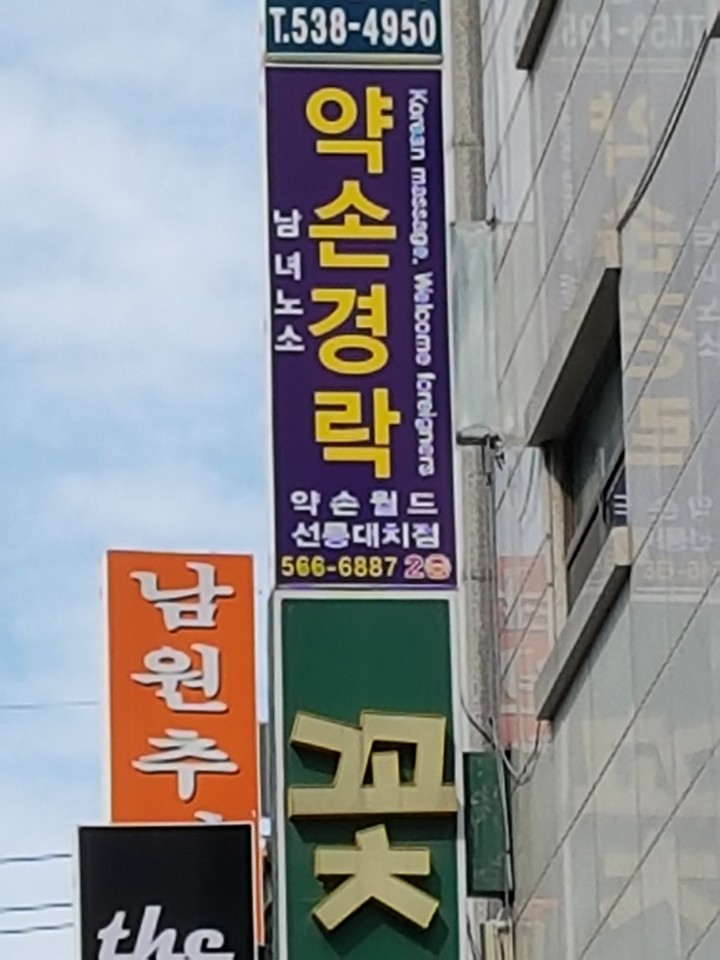 T.538-4950
약손경락
Korean massage. Welcome foreigners
남녀노소
약손월드
선릉대치점
566-6887 2층
남원추
꽃
the